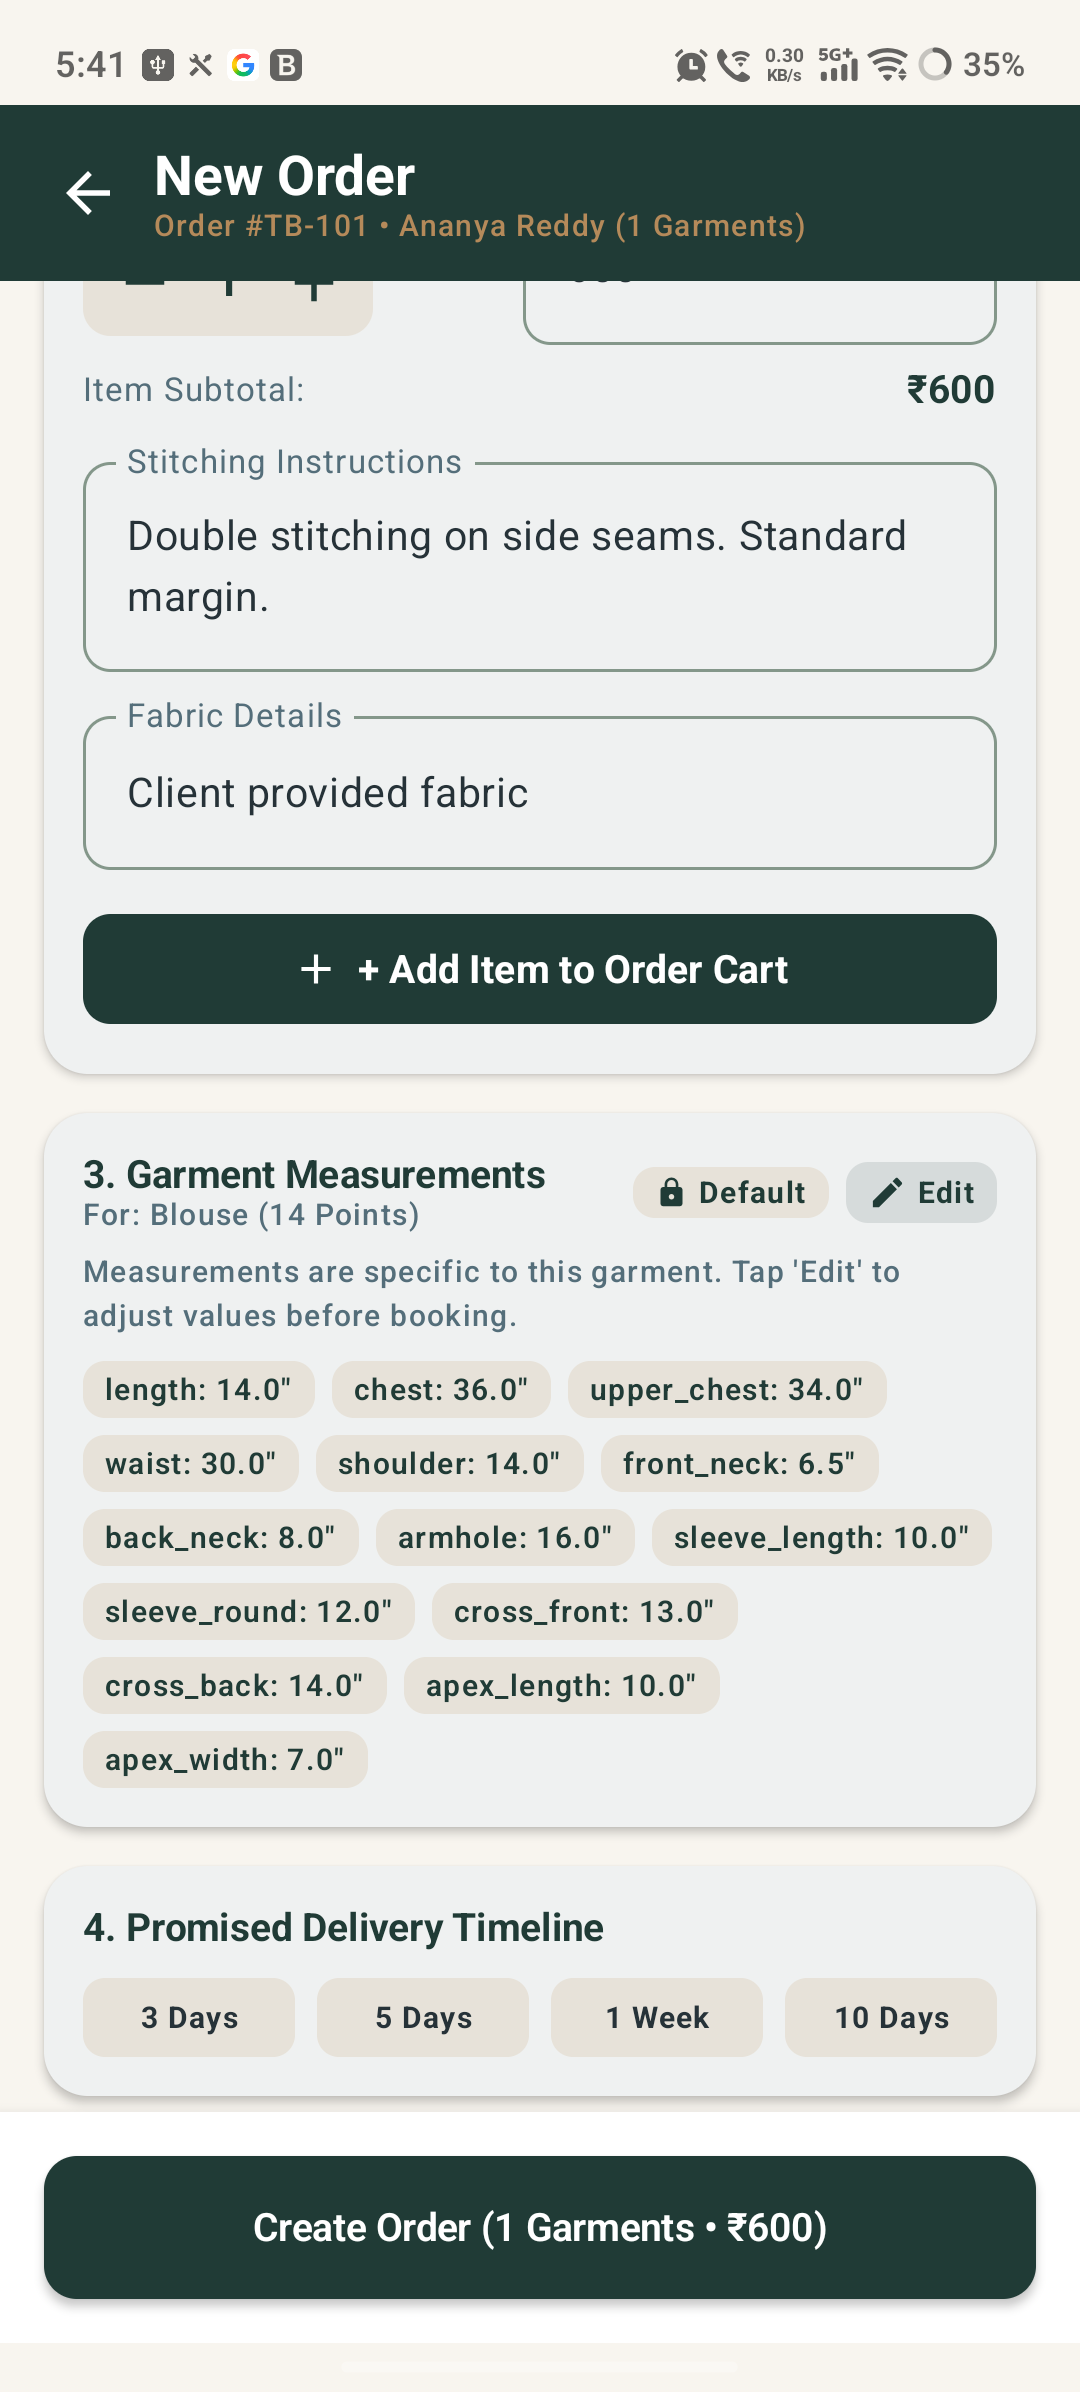 5:41
0.30
KB/s
5G+
35%
New Order
Order #TB-101 • Ananya Reddy (1 Garments)
Item Subtotal:
₹600
Stitching Instructions
Double stitching on side seams. Standard
margin.
Fabric Details
Client provided fabric
+ Add Item to Order Cart
3. Garment Measurements
For: Blouse (14 Points)
Default
Edit
Measurements are specific to this garment. Tap 'Edit' to
adjust values before booking.
length: 14.0"
chest: 36.0"
upper_chest: 34.0"
waist: 30.0"
shoulder: 14.0"
front_neck: 6.5"
back_neck: 8.0"
armhole: 16.0"
sleeve_length: 10.0"
sleeve_round: 12.0"
cross_front: 13.0"
cross_back: 14.0"
apex_length: 10.0"
apex_width: 7.0"
4. Promised Delivery Timeline
3 Days
5 Days
1 Week
10 Days
Create Order (1 Garments • ₹600)